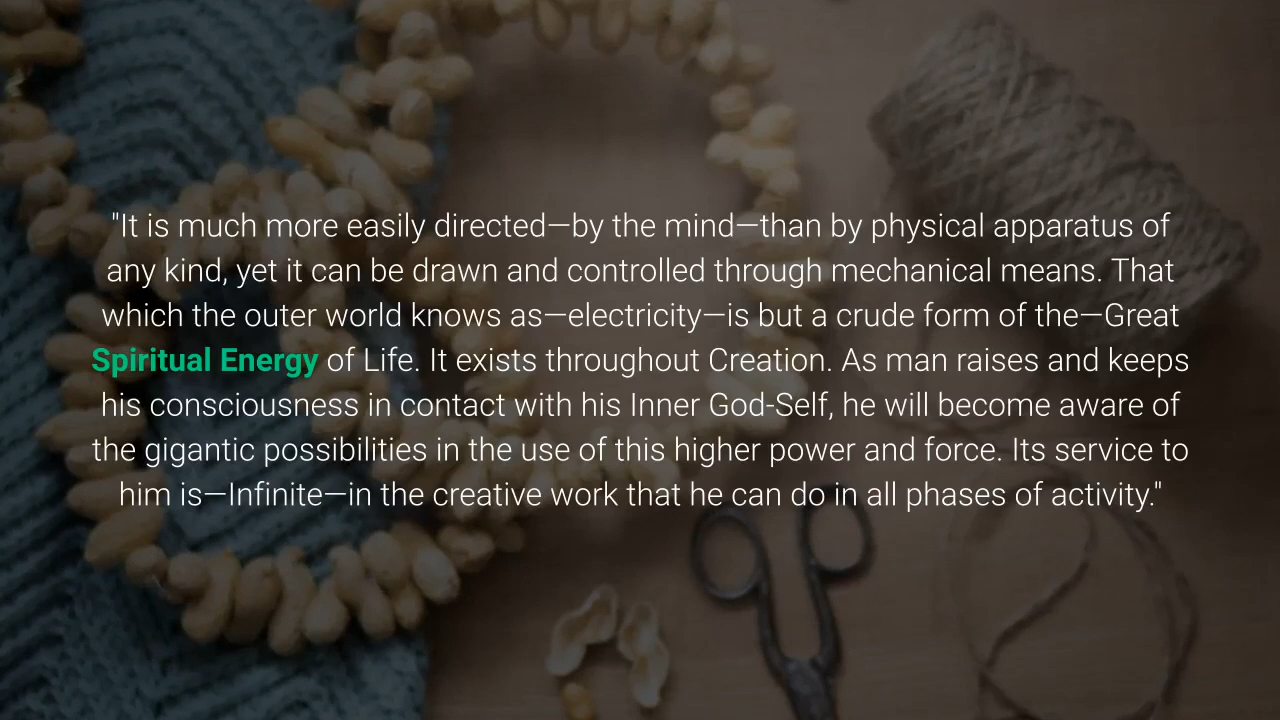 "It is much more easily directed—by the mind—than by physical apparatus of
any kind, yet it can be drawn and controlled through mechanical means. That
which the outer world knows as—electricity—is but a crude form of the—Great
Spiritual Energy of Life. It exists throughout Creation. As man raises and keeps
his consciousness in contact with his Inner God-Self, he will become aware of
the gigantic possibilities in the use of this higher power and force. Its service to
him is—Infinite—in the creative work that he can do in all phases of activity."